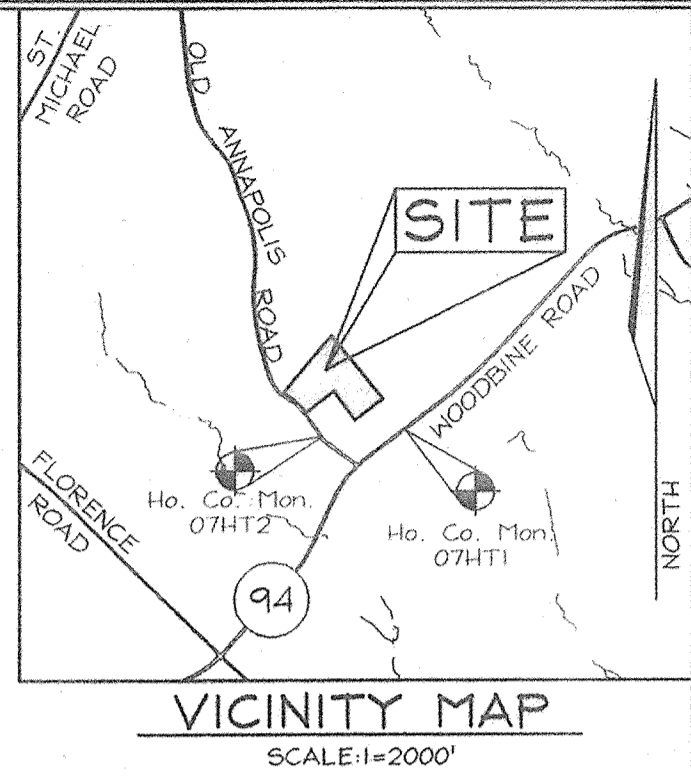 ST.
MICHAEL
ROAD
OLD
ANNAPOLIS
ROAD
SITE
WOODBINE ROAD
FLORENCE
ROAD
Ho. Co. Mon.
07HT2
Ho. Co. Mon.
07HT1
94
NORTH
VICINITY MAP
SCALE:1=2000'